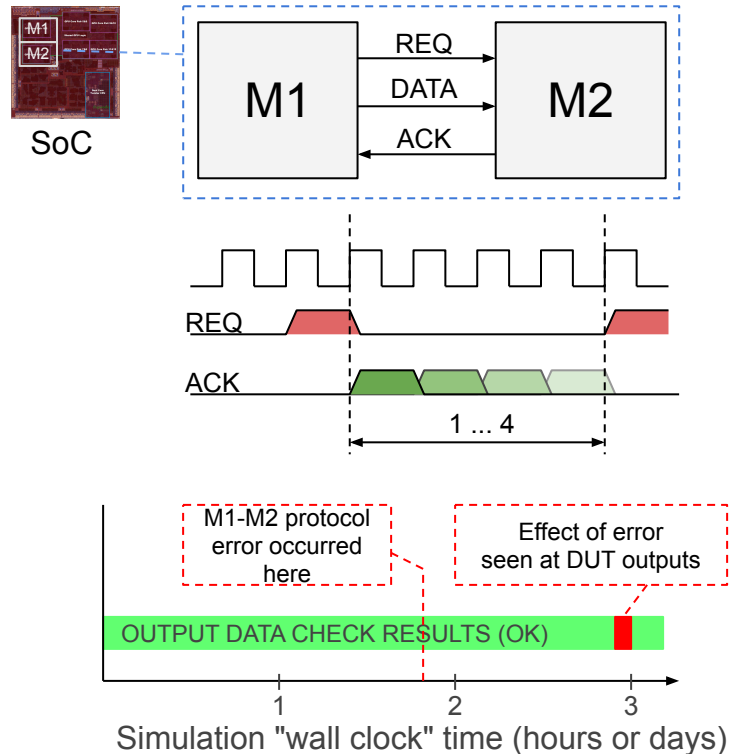 M1
M2
SoC
M1
REQ
DATA
ACK
M2
REQ
ACK
1 ... 4
M1-M2 protocol
error occurred
here
Effect of error
seen at DUT outputs
OUTPUT DATA CHECK RESULTS (OK)
1
2
3
Simulation "wall clock" time (hours or days)